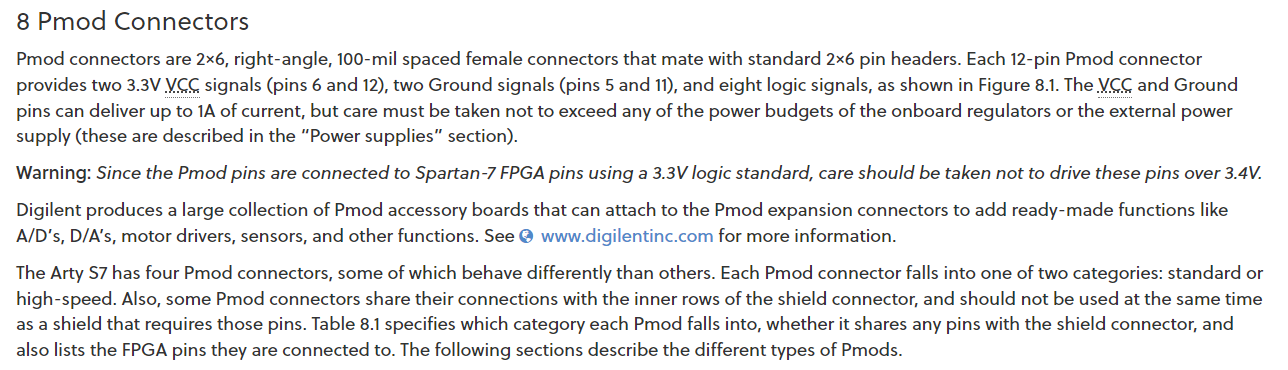 8 Pmod Connectors
Pmod connectors are 2×6, right-angle, 100-mil spaced female connectors that mate with standard 2×6 pin headers. Each 12-pin Pmod connector
provides two 3.3V VCC signals (pins 6 and 12), two Ground signals (pins 5 and 11), and eight logic signals, as shown in Figure 8.1. The VCC and Ground
pins can deliver up to 1A of current, but care must be taken not to exceed any of the power budgets of the onboard regulators or the external power
supply (these are described in the “Power supplies” section).
Warning: Since the Pmod pins are connected to Spartan-7 FPGA pins using a 3.3V logic standard, care should be taken not to drive these pins over 3.4V.
Digilent produces a large collection of Pmod accessory boards that can attach to the Pmod expansion connectors to add ready-made functions like
A/D’s, D/A’s, motor drivers, sensors, and other functions. See www.digilentinc.com for more information.
The Arty S7 has four Pmod connectors, some of which behave differently than others. Each Pmod connector falls into one of two categories: standard or
high-speed. Also, some Pmod connectors share their connections with the inner rows of the shield connector, and should not be used at the same time
as a shield that requires those pins. Table 8.1 specifies which category each Pmod falls into, whether it shares any pins with the shield connector, and
also lists the FPGA pins they are connected to. The following sections describe the different types of Pmods.